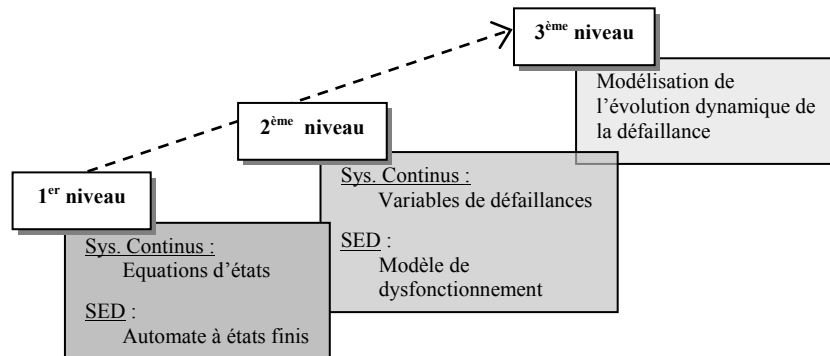 1er niveau
Sys. Continus :
Equations d’états
SED :
Automate à états finis
2ème niveau
Sys. Continus :
Variables de défaillances
SED :
Modèle de
dysfonctionnement
3ème niveau
Modélisation de
l’évolution dynamique de
la défaillance